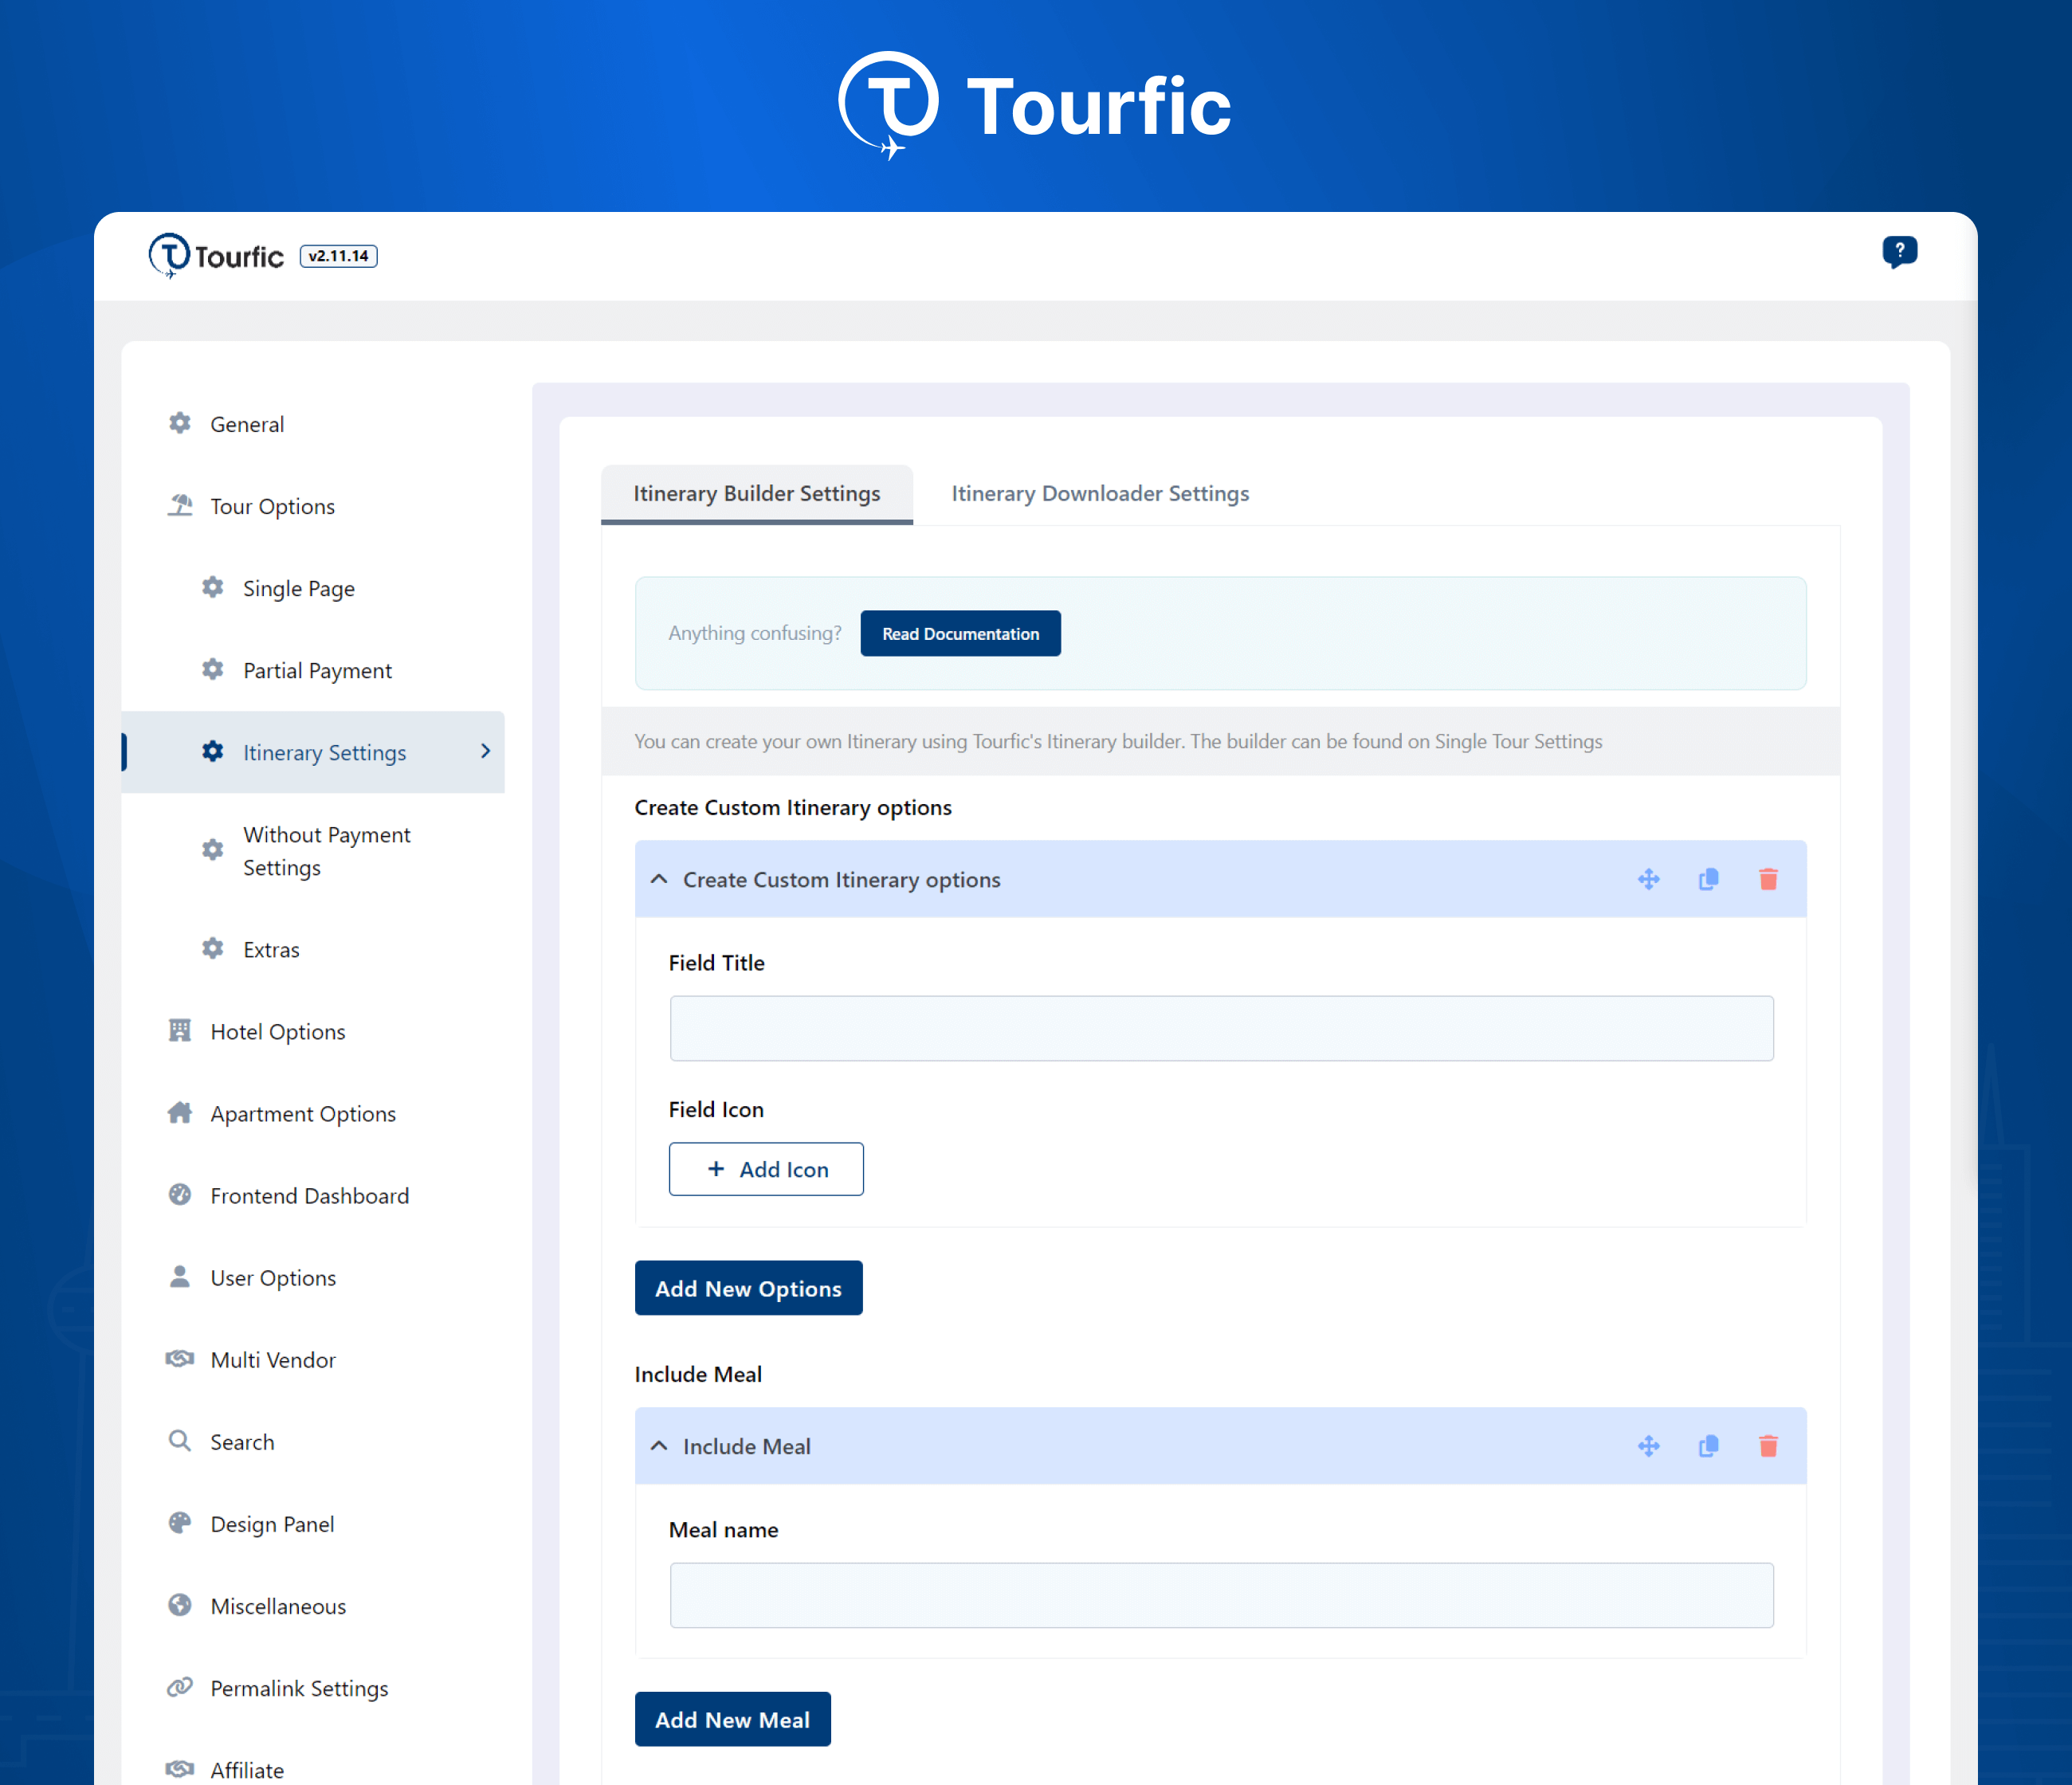 Tourfic
Tourfic v2.11.14
?
General
Tour Options
Single Page
Partial Payment
Itinerary Settings
Without Payment
Settings
Extras
Hotel Options
Apartment Options
Frontend Dashboard
User Options
Multi Vendor
Search
Design Panel
Miscellaneous
Permalink Settings
Affiliate
Itinerary Builder Settings
Itinerary Downloader Settings
Anything confusing? Read Documentation
You can create your own Itinerary using Tourfic's Itinerary builder. The builder can be found on Single Tour Settings
Create Custom Itinerary options
Create Custom Itinerary options
Field Title
Field Icon
+ Add Icon
Add New Options
Include Meal
Include Meal
Meal name
Add New Meal